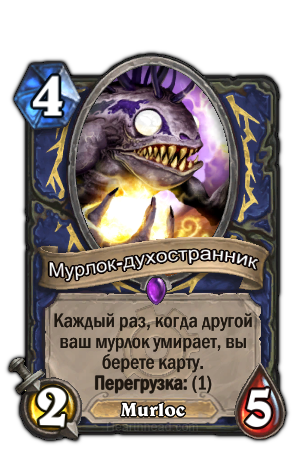 4
Мурлок-духостранник
Каждый раз, когда другой
ваш мурлок умирает, вы
берете карту.
Перегрузка: (1)
2
Murloc
5